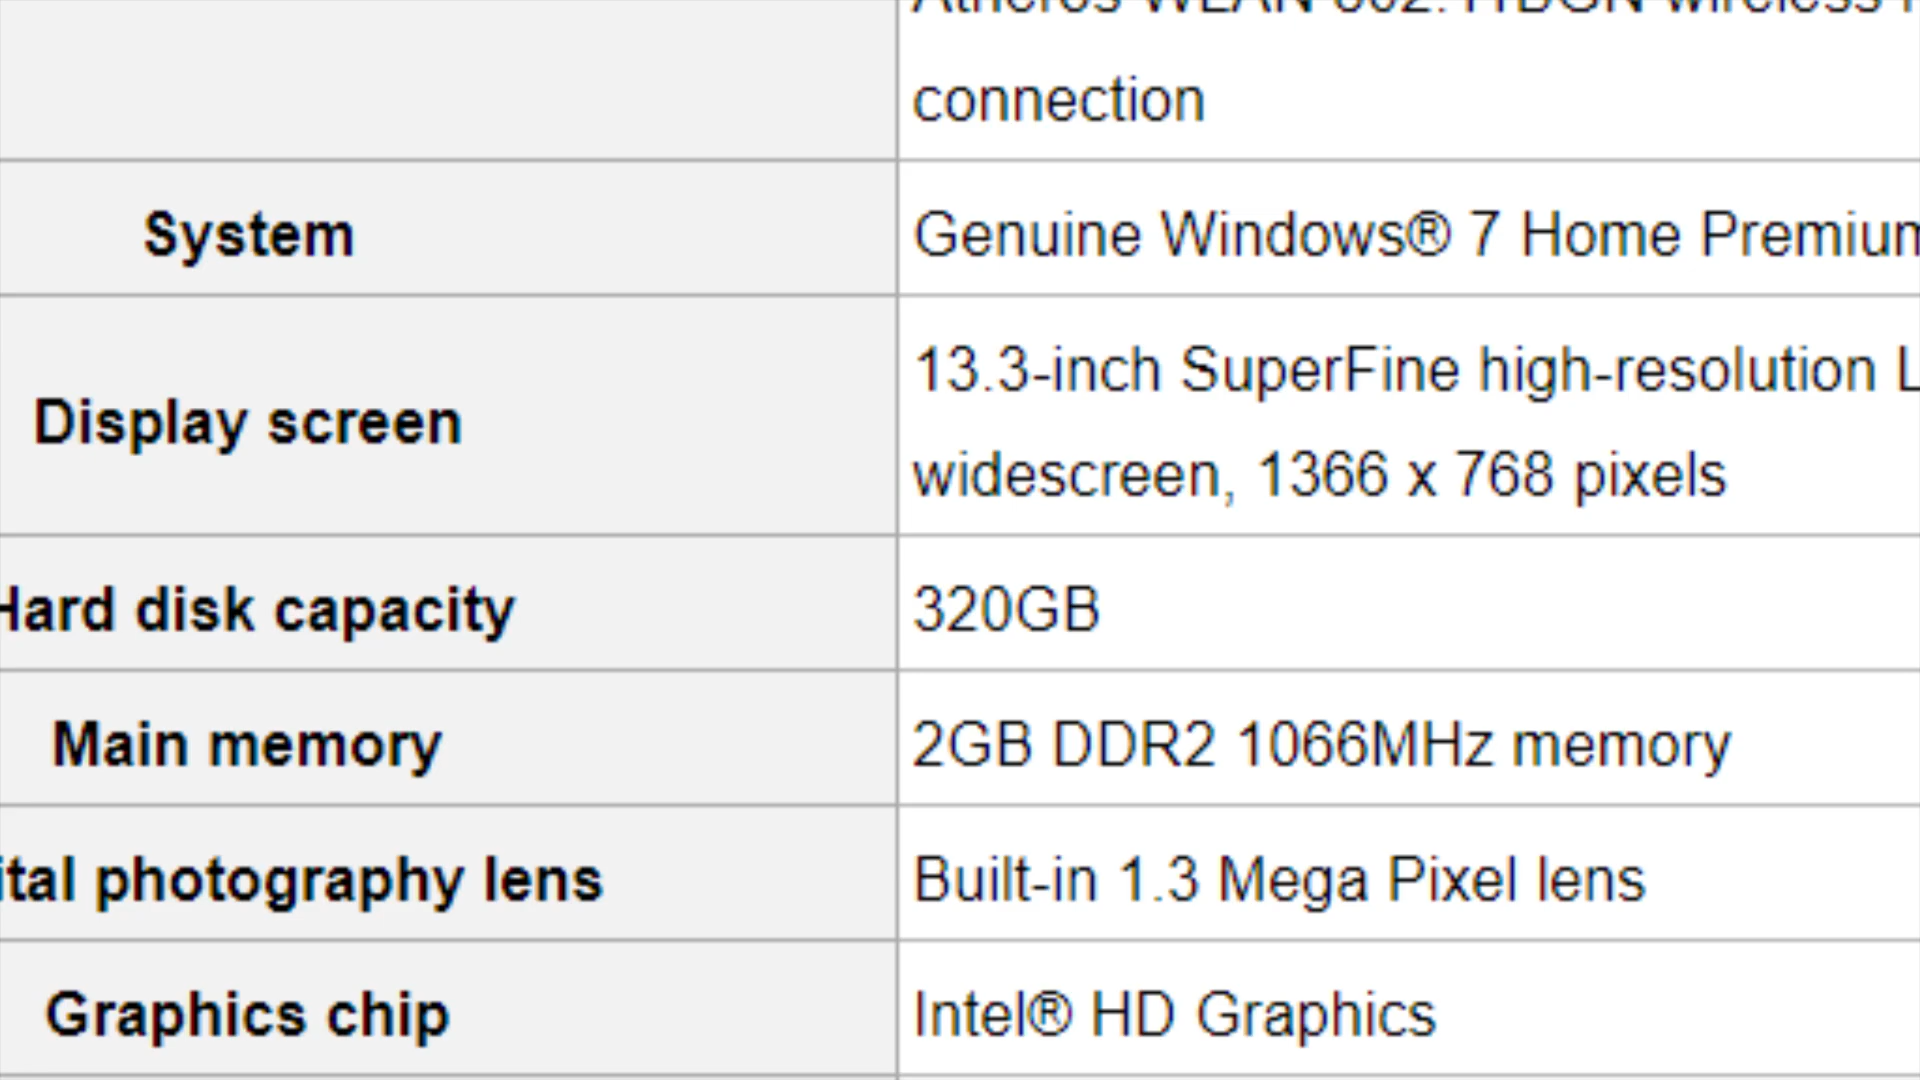 connection
System
Genuine Windows® 7 Home Premium
Display screen
13.3-inch SuperFine high-resolution
widescreen, 1366 x 768 pixels
Hard disk capacity
320GB
Main memory
2GB DDR2 1066MHz memory
photography lens
Built-in 1.3 Mega Pixel lens
Graphics chip
Intel® HD Graphics